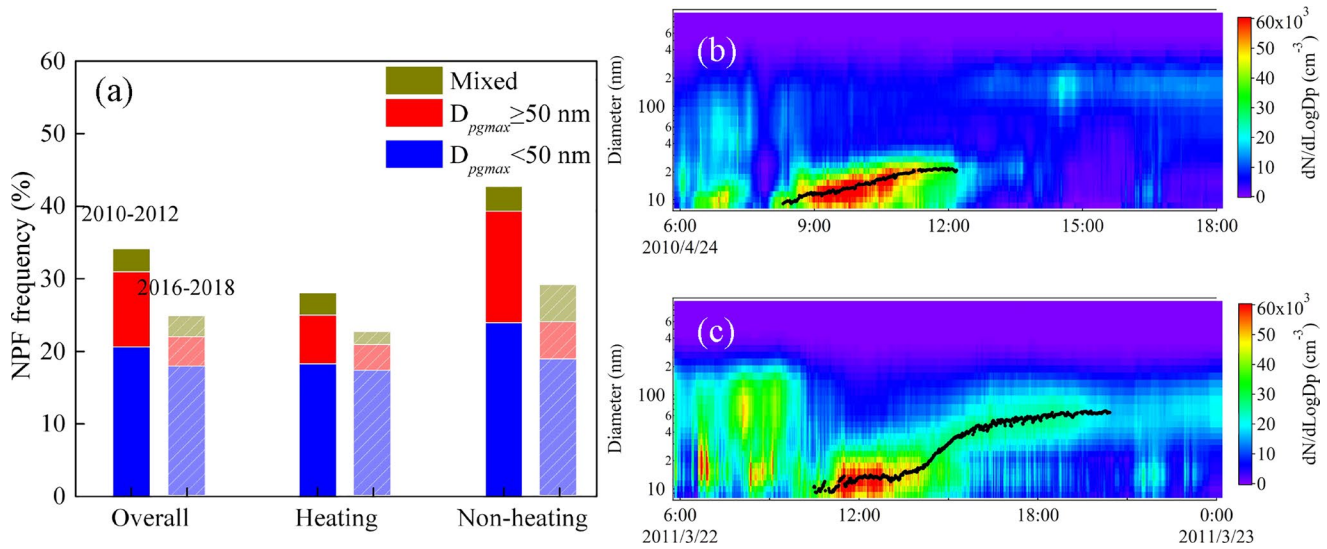 (a)
Mixed
Dpgmax≥50 nm
Dpgmax<50 nm
2010-2012
2016-2018
NPF frequency (%)
60
50
40
30
20
10
0
Overall Heating Non-heating
(b)
Diameter (nm)
6
4
2
100
6
4
2
10
6:00 9:00 12:00 15:00 18:00
2010/4/24
60x10³
50
40
30
20
10
0
dN/dLogDp (cm-3)
(c)
Diameter (nm)
6
4
2
100
6
4
2
10
6:00 12:00 18:00 0:00
2011/3/22 2011/3/23
60x10³
50
40
30
20
10
0
dN/dLogDp (cm-3)